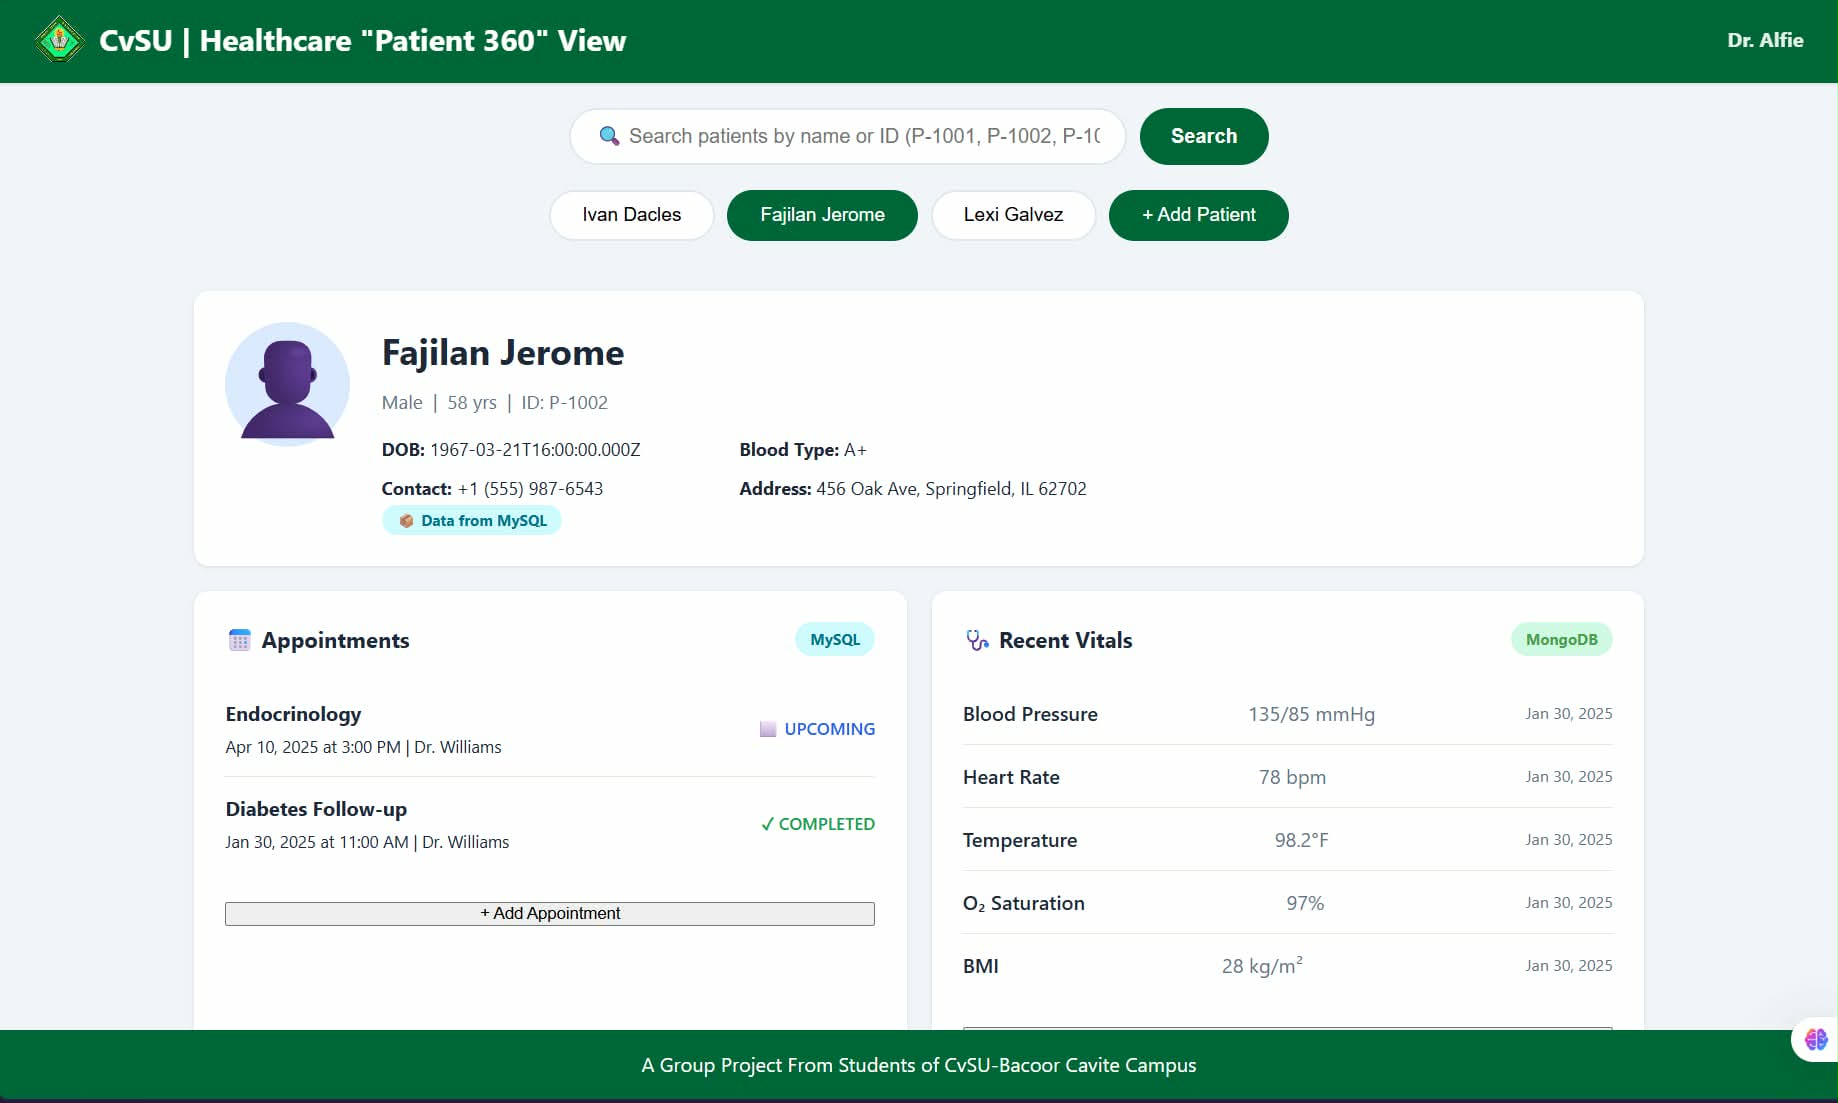 CvSU | Healthcare "Patient 360" View
Dr. Alfie
Search patients by name or ID (P-1001, P-1002, P-10
Search
Ivan Dacles
Fajilan Jerome
Lexi Galvez
+ Add Patient
Fajilan Jerome
Male | 58 yrs | ID: P-1002
DOB: 1967-03-21T16:00:00.000Z
Blood Type: A+
Contact: +1 (555) 987-6543
Address: 456 Oak Ave, Springfield, IL 62702
Data from MySQL
Appointments
MySQL
Endocrinology
Apr 10, 2025 at 3:00 PM | Dr. Williams
UPCOMING
Diabetes Follow-up
Jan 30, 2025 at 11:00 AM | Dr. Williams
✓ COMPLETED
+ Add Appointment
Recent Vitals
MongoDB
Blood Pressure 135/85 mmHg Jan 30, 2025
Heart Rate 78 bpm Jan 30, 2025
Temperature 98.2°F Jan 30, 2025
O₂ Saturation 97% Jan 30, 2025
BMI 28 kg/m² Jan 30, 2025
A Group Project From Students of CvSU-Bacoor Cavite Campus